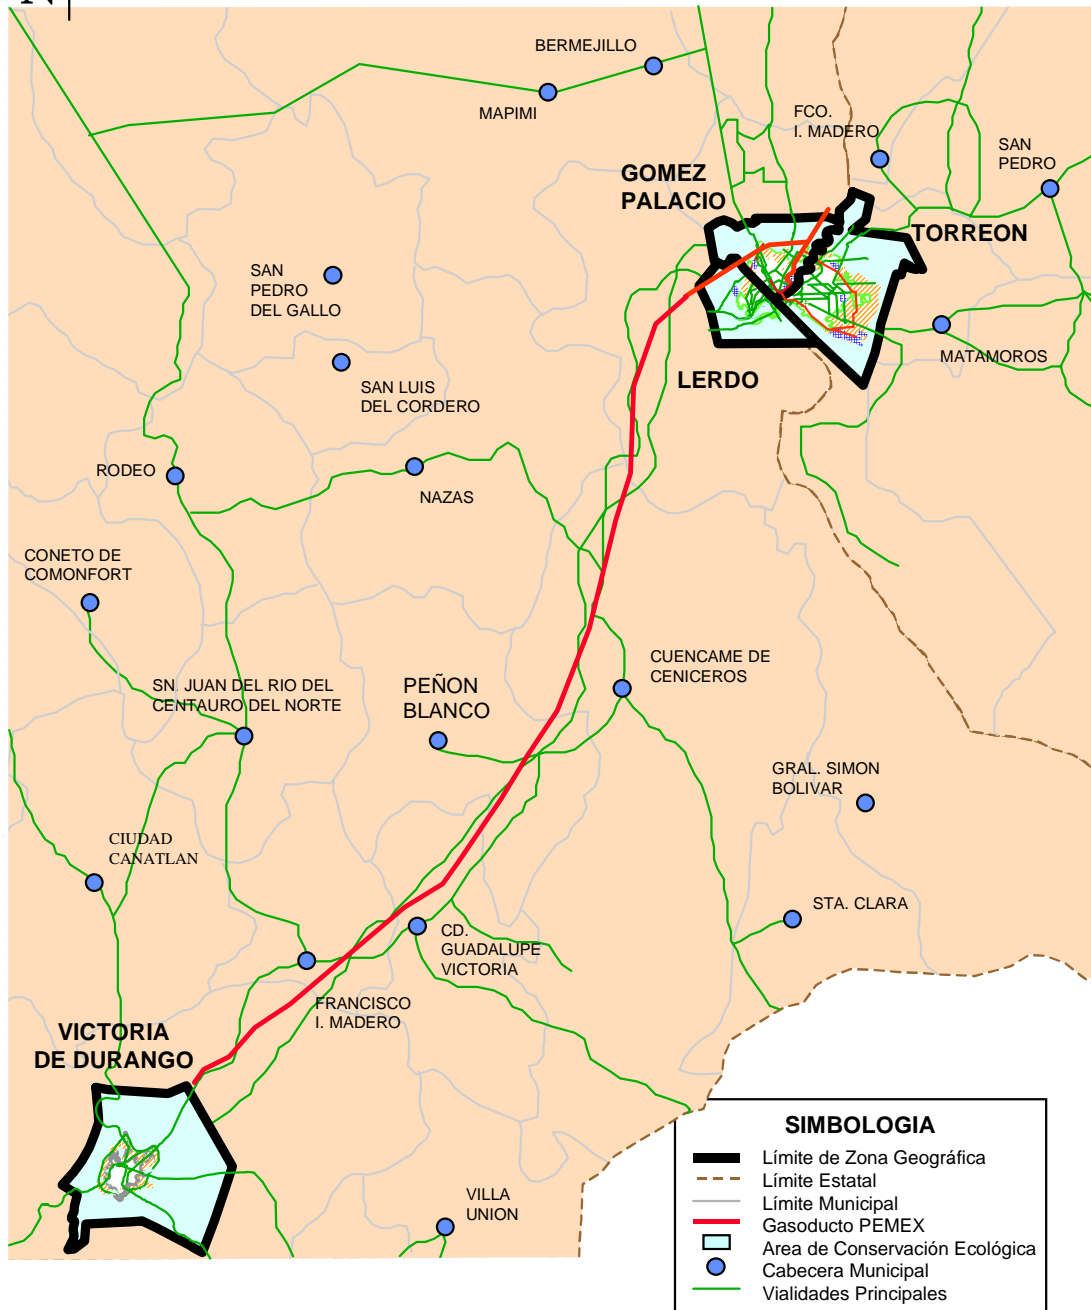 N
BERMEJILLO
MAPIMI
FCO.
I. MADERO
SAN
PEDRO
GOMEZ
PALACIO
TORREON
SAN
PEDRO
DEL GALLO
MATAMOROS
LERDO
SAN LUIS
DEL CORDERO
RODEO
NAZAS
CONETO DE
COMONFORT
CUENCAME DE
CENICEROS
SN. JUAN DEL RIO DEL
CENTAURO DEL NORTE
PEÑON
BLANCO
GRAL. SIMON
BOLIVAR
CIUDAD
CANATLAN
STA. CLARA
CD.
GUADALUPE
VICTORIA
FRANCISCO
I. MADERO
VICTORIA
DE DURANGO
VILLA
UNION
SIMBOLOGIA
Límite de Zona Geográfica
Límite Estatal
Límite Municipal
Gasoducto PEMEX
Area de Conservación Ecológica
Cabecera Municipal
Vialidades Principales